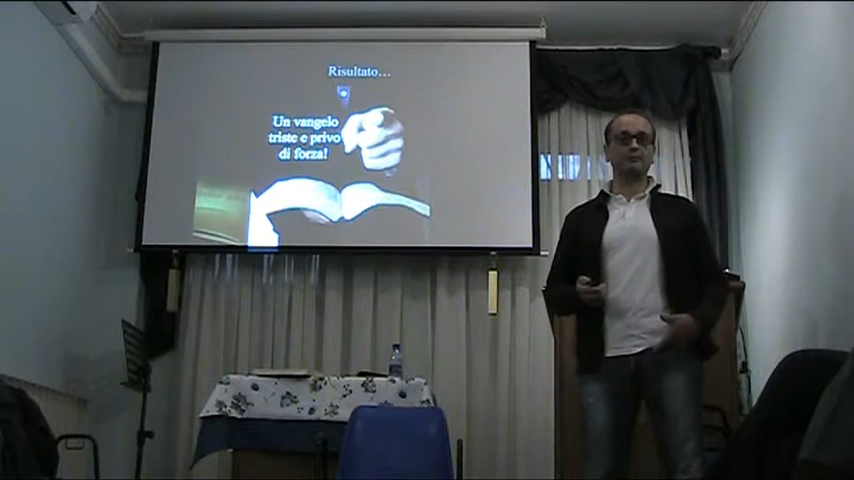 Risultato...
Un vangelo
triste e privo
di forza!